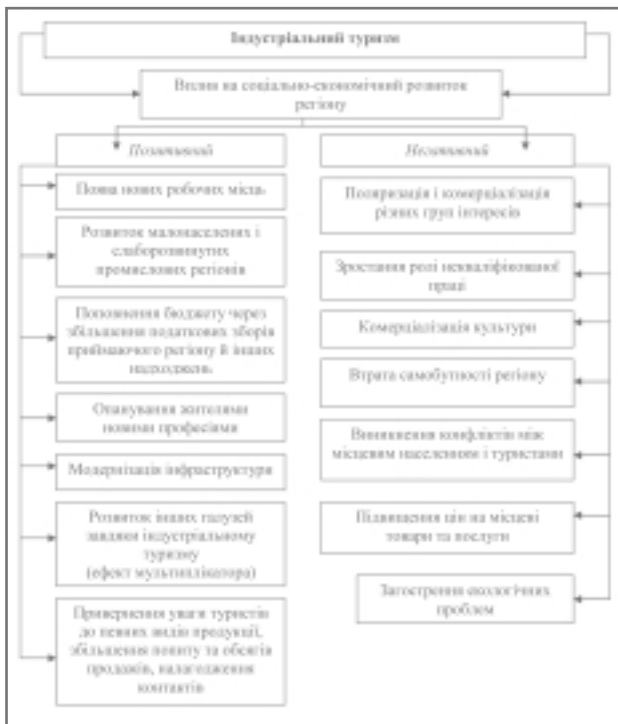 Індустріальний туризм
Вплив на соціально-економічний розвиток
регіону
Позитивний
Негативний
Поява нових робочих місць
Розвиток малонаселених і
слаборозвинутих
промислових регіонів
Поповнення бюджету через
збільшення податкових зборів
приймаючого регіону й інших
надходжень
Опанування жителями
новими професіями
Модернізація інфраструктури
Розвиток інших галузей
завдяки індустріальному
туризму
(ефект мультиплікатора)
Привернення уваги туристів
до певних видів продукції,
збільшення попиту та обсягів
продажів, налагодження
контактів
Поляризація і комерціалізація
різних груп інтересів
Зростання ролі некваліфікованої
праці
Комерціалізація культури
Втрата самобутності регіону
Виникнення конфліктів між
місцевим населенням і туристами
Підвищення цін на місцеві
товари та послуги
Загострення екологічних
проблем